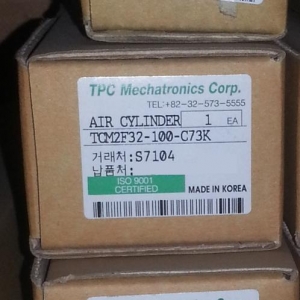 TPC Mechatronics Corp.
TEL:+82-32-573-5555
AIR CYLINDER 1 EA
TCM2F32-100-C73K
거래처:S7104
납품처:
ISO 9001
CERTIFIED
MADE IN KOREA